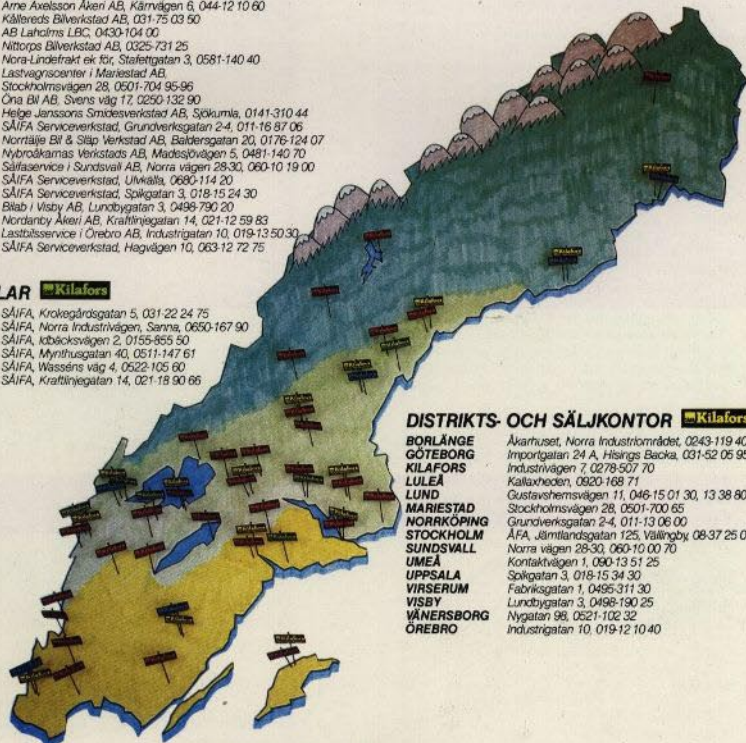 Arne Axelsson Åkeri AB, Kärrvägen 6, 044-12 10 60
Kållereds Bilverkstad AB, 031-75 03 50
AB Laholms LBC, 0430-104 00
Nittorps Bilverkstad AB, 0325-731 25
Nora-Lindefrakt ek för, Stafettgatan 3, 0581-140 40
Lastvagnscenter i Mariestad AB,
Stockholmsvägen 28, 0501-704 95-96
Öna Bil AB, Svens väg 17, 0250-132 90
Helge Janssons Smidesverkstad AB, Sjökumla, 0141-310 44
SÅIFA Serviceverkstad, Grundverksgatan 2-4, 011-16 87 06
Norrtälje Bil & Släp Verkstad AB, Baldersgatan 20, 0176-124 07
Nybroåkarnas Verkstads AB, Madesjövägen 5, 0481-140 70
Såifaservice i Sundsvall AB, Norra vägen 28-30, 060-10 19 00
SÅIFA Serviceverkstad, Ulvkälla, 0680-114 20
SÅIFA Serviceverkstad, Spikgatan 3, 018-15 24 30
Bilab i Visby AB, Lundbygatan 3, 0498-790 20
Nordanby Åkeri AB, Kraftlinjegatan 14, 021-12 59 83
Lastbilsservice i Örebro AB, Industrigatan 10, 019-13 50 30
SÅIFA Serviceverkstad, Hagvägen 10, 063-12 72 75
LAR Kilafors
SÅIFA, Krokegårdsgatan 5, 031-22 24 75
SÅIFA, Norra Industrivägen, Sanna, 0650-167 90
SÅIFA, Idbäcksvägen 2, 0155-855 50
SÅIFA, Mynthusgatan 40, 0511-147 61
SÅIFA, Wasséns väg 4, 0522-105 60
SÅIFA, Kraftlinjegatan 14, 021-18 90 66
DISTRIKTS- OCH SÄLJKONTOR Kilafors
BORLÄNGE Åkarhuset, Norra Industriområdet, 0243-119 40
GÖTEBORG Importgatan 24 A, Hisings Backa, 031-52 05 95
KILAFORS Industrivägen 7, 0278-507 70
LULEÅ Kallaxheden, 0920-168 71
LUND Gustavshemsvägen 11, 046-15 01 30, 13 38 80
MARIESTAD Stockholmsvägen 28, 0501-700 65
NORRKÖPING Grundverksgatan 2-4, 011-13 06 00
STOCKHOLM ÅFA, Jämtlandsgatan 125, Vällingby, 08-37 25 0
SUNDSVALL Norra vägen 28-30, 060-10 00 70
UMEÅ Kontaktvägen 1, 090-13 51 25
UPPSALA Spikgatan 3, 018-15 34 30
VIRSERUM Fabriksgatan 1, 0495-311 30
VISBY Lundbygatan 3, 0498-190 25
VÄNERSBORG Nygatan 98, 0521-102 32
ÖREBRO Industrigatan 10, 019-12 10 40